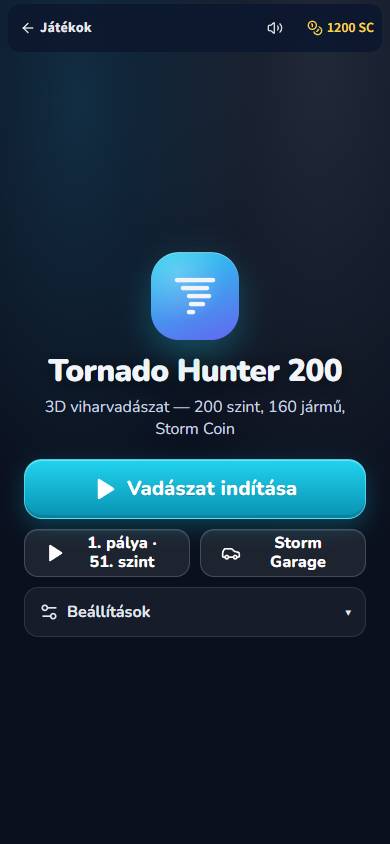 Játékok
1200 SC
Tornado Hunter 200
3D viharvadászat — 200 szint, 160 jármű,
Storm Coin
Vadászat indítása
1. pálya ·
51. szint
Storm
Garage
Beállítások